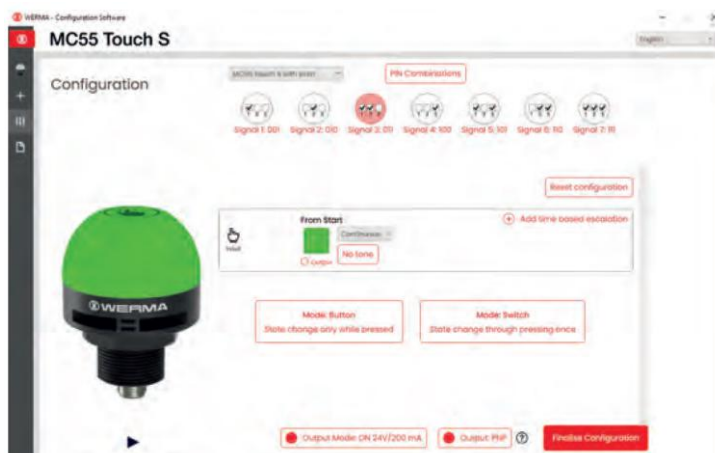 WERMA - Configuration Software
MC55 Touch S
English
Configuration
MC55 Touch S with Buzzer
PIN Combinations
Signal 1: 001
Signal 2: 010
Signal 3: 011
Signal 4: 100
Signal 5: 101
Signal 6: 110
Signal 7: 111
Reset configuration
From Start
Add time based escalation
Continuous
Output
No tone
WERMA
Mode: Button
State change only while pressed
Mode: Switch
State change through pressing once
Output Mode: ON 24V/200 mA
Output: PNP
Finalise Configuration